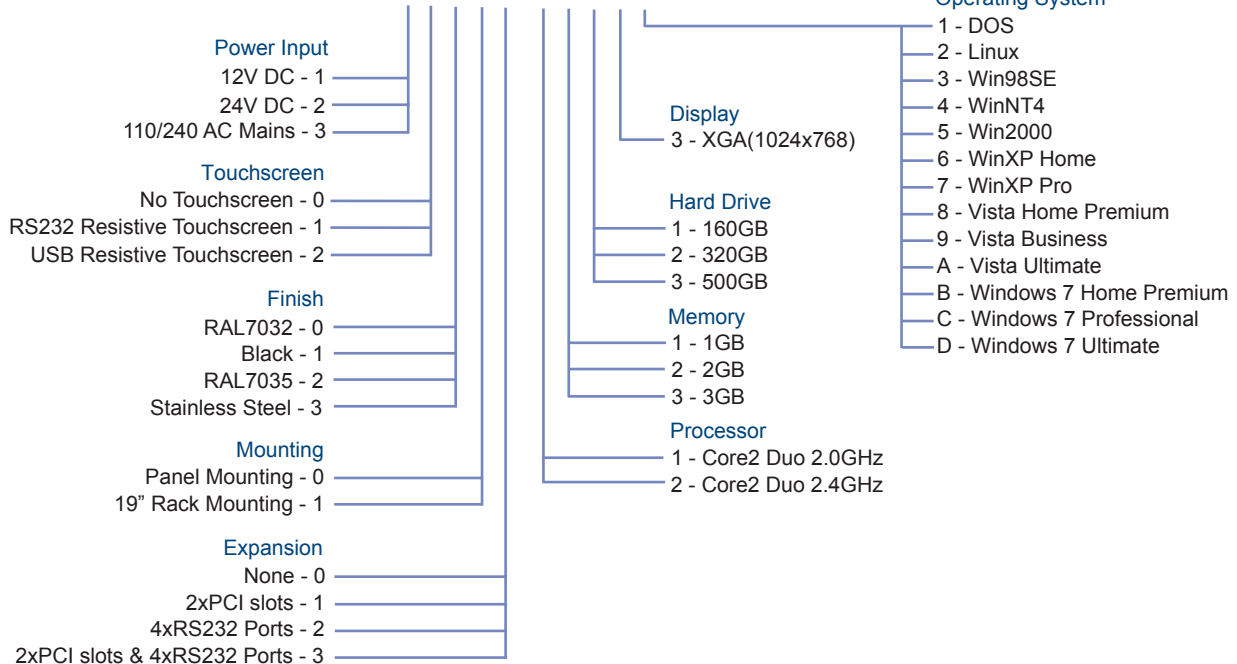 Power Input
12V DC - 1
24V DC - 2
110/240 AC Mains - 3
Touchscreen
No Touchscreen - 0
RS232 Resistive Touchscreen - 1
USB Resistive Touchscreen - 2
Finish
RAL7032 - 0
Black - 1
RAL7035 - 2
Stainless Steel - 3
Mounting
Panel Mounting - 0
19” Rack Mounting - 1
Expansion
None - 0
2xPCI slots - 1
4xRS232 Ports - 2
2xPCI slots & 4xRS232 Ports - 3
Display
3 - XGA(1024x768)
Hard Drive
1 - 160GB
2 - 320GB
3 - 500GB
Memory
1 - 1GB
2 - 2GB
3 - 3GB
Processor
1 - Core2 Duo 2.0GHz
2 - Core2 Duo 2.4GHz
Operating System
1 - DOS
2 - Linux
3 - Win98SE
4 - WinNT4
5 - Win2000
6 - WinXP Home
7 - WinXP Pro
8 - Vista Home Premium
9 - Vista Business
A - Vista Ultimate
B - Windows 7 Home Premium
C - Windows 7 Professional
D - Windows 7 Ultimate